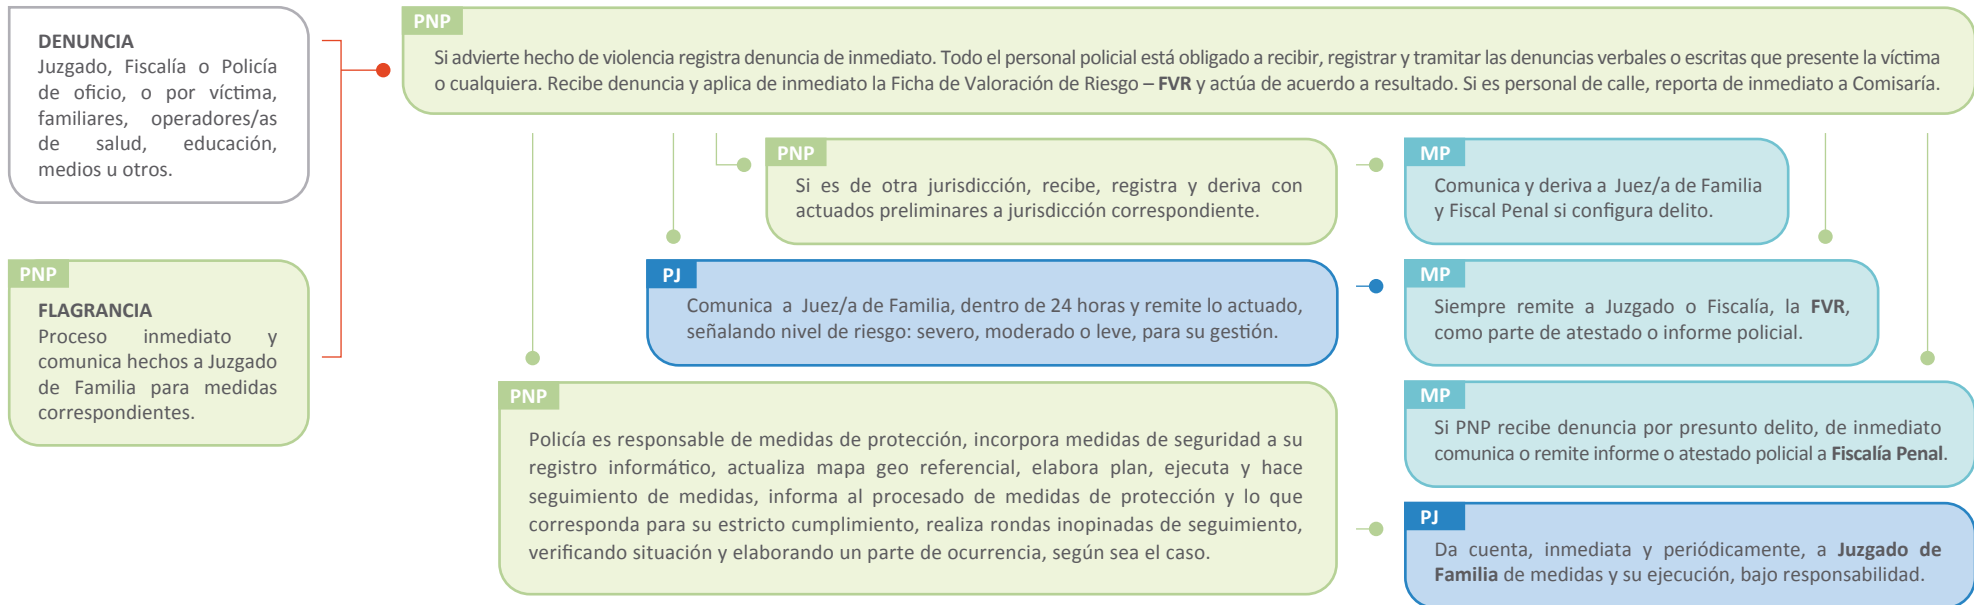 DENUNCIA
Juzgado, Fiscalía o Policía
de oficio, o por víctima,
familiares, operadores/as
de salud, educación,
medios u otros.
PNP
FLAGRANCIA
Proceso inmediato y
comunica hechos a Juzgado
de Familia para medidas
correspondientes.
PNP
Si advierte hecho de violencia registra denuncia de inmediato. Todo el personal policial está obligado a recibir, registrar y tramitar las denuncias verbales o escritas que presente la víctima
o cualquiera. Recibe denuncia y aplica de inmediato la Ficha de Valoración de Riesgo – FVR y actúa de acuerdo a resultado. Si es personal de calle, reporta de inmediato a Comisaría.
PNP
Si es de otra jurisdicción, recibe, registra y deriva con
actuados preliminares a jurisdicción correspondiente.
MP
Comunica y deriva a Juez/a de Familia
y Fiscal Penal si configura delito.
PJ
Comunica a Juez/a de Familia, dentro de 24 horas y remite lo actuado,
señalando nivel de riesgo: severo, moderado o leve, para su gestión.
MP
Siempre remite a Juzgado o Fiscalía, la FVR,
como parte de atestado o informe policial.
PNP
Policía es responsable de medidas de protección, incorpora medidas de seguridad a su
registro informático, actualiza mapa geo referencial, elabora plan, ejecuta y hace
seguimiento de medidas, informa al procesado de medidas de protección y lo que
corresponda para su estricto cumplimiento, realiza rondas inopinadas de seguimiento,
verificando situación y elaborando un parte de ocurrencia, según sea el caso.
MP
Si PNP recibe denuncia por presunto delito, de inmediato
comunica o remite informe o atestado policial a Fiscalía Penal.
PJ
Da cuenta, inmediata y periódicamente, a Juzgado de
Familia de medidas y su ejecución, bajo responsabilidad.